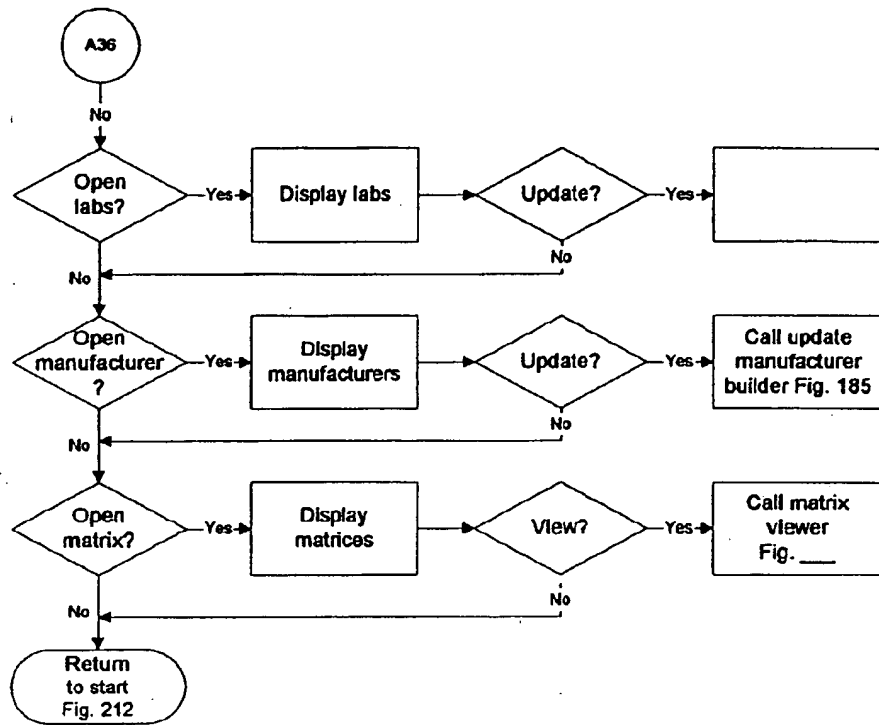 A36
No
Open
labs?
Yes
Display labs
Update?
Yes
No
No
Open
manufacturer
?
Yes
Display
manufacturers
Update?
Yes
Call update
manufacturer
builder Fig. 185
No
No
Open
matrix?
Yes
Display
matrices
View?
Yes
Call matrix
viewer
Fig. ___
No
No
Return
to start
Fig. 212